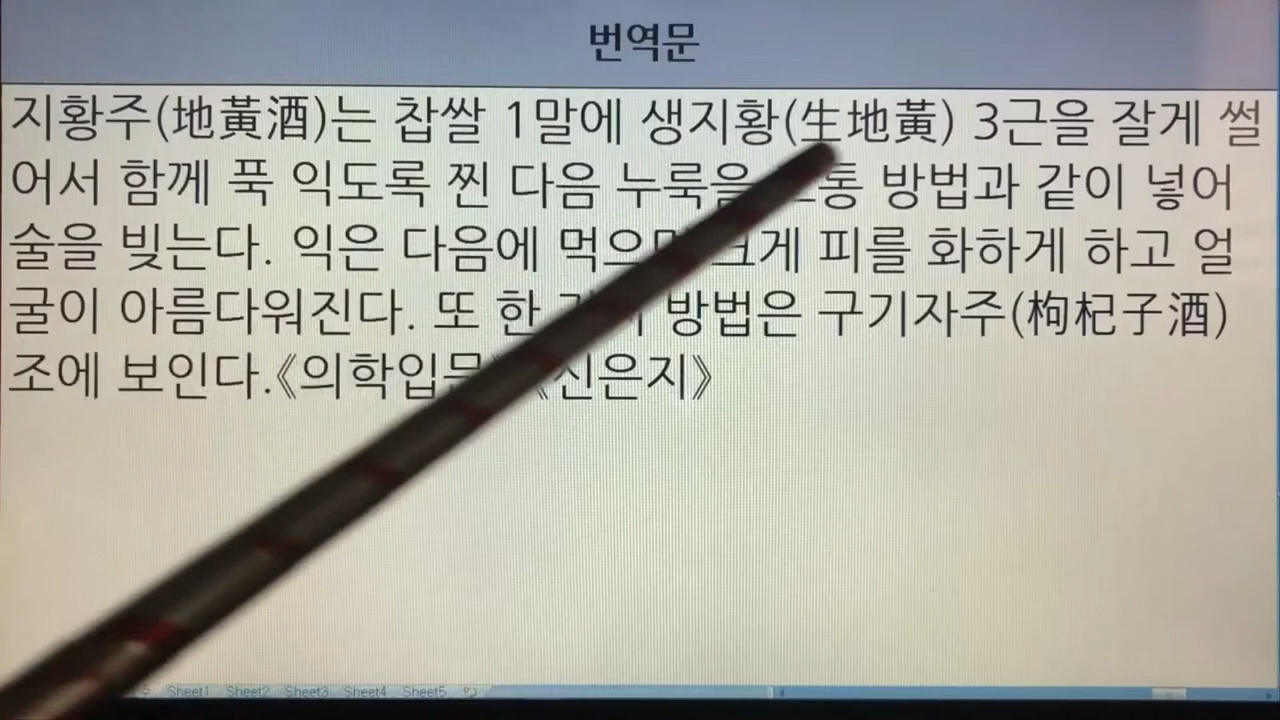 번역문
지황주(地黃酒)는 찹쌀 1말에 생지황(生地黃) 3근을 잘게 썰
어서 함께 푹 익도록 찐 다음 누룩을 방법과 같이 넣어
술을 빚는다. 익은 다음에 크게 피를 화하게 하고 얼
굴이 아름다워진다. 또 한 방법은 구기자주(枸杞子酒)
조에 보인다.《의학입문》《신은지》
Sheet1 Sheet2 Sheet3 Sheet4 Sheet5